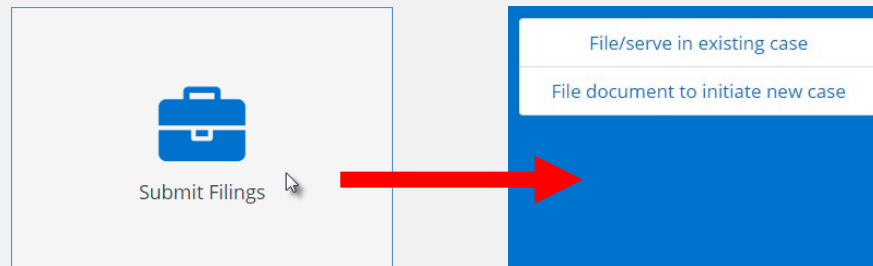 Submit Filings
File/serve in existing case
File document to initiate new case